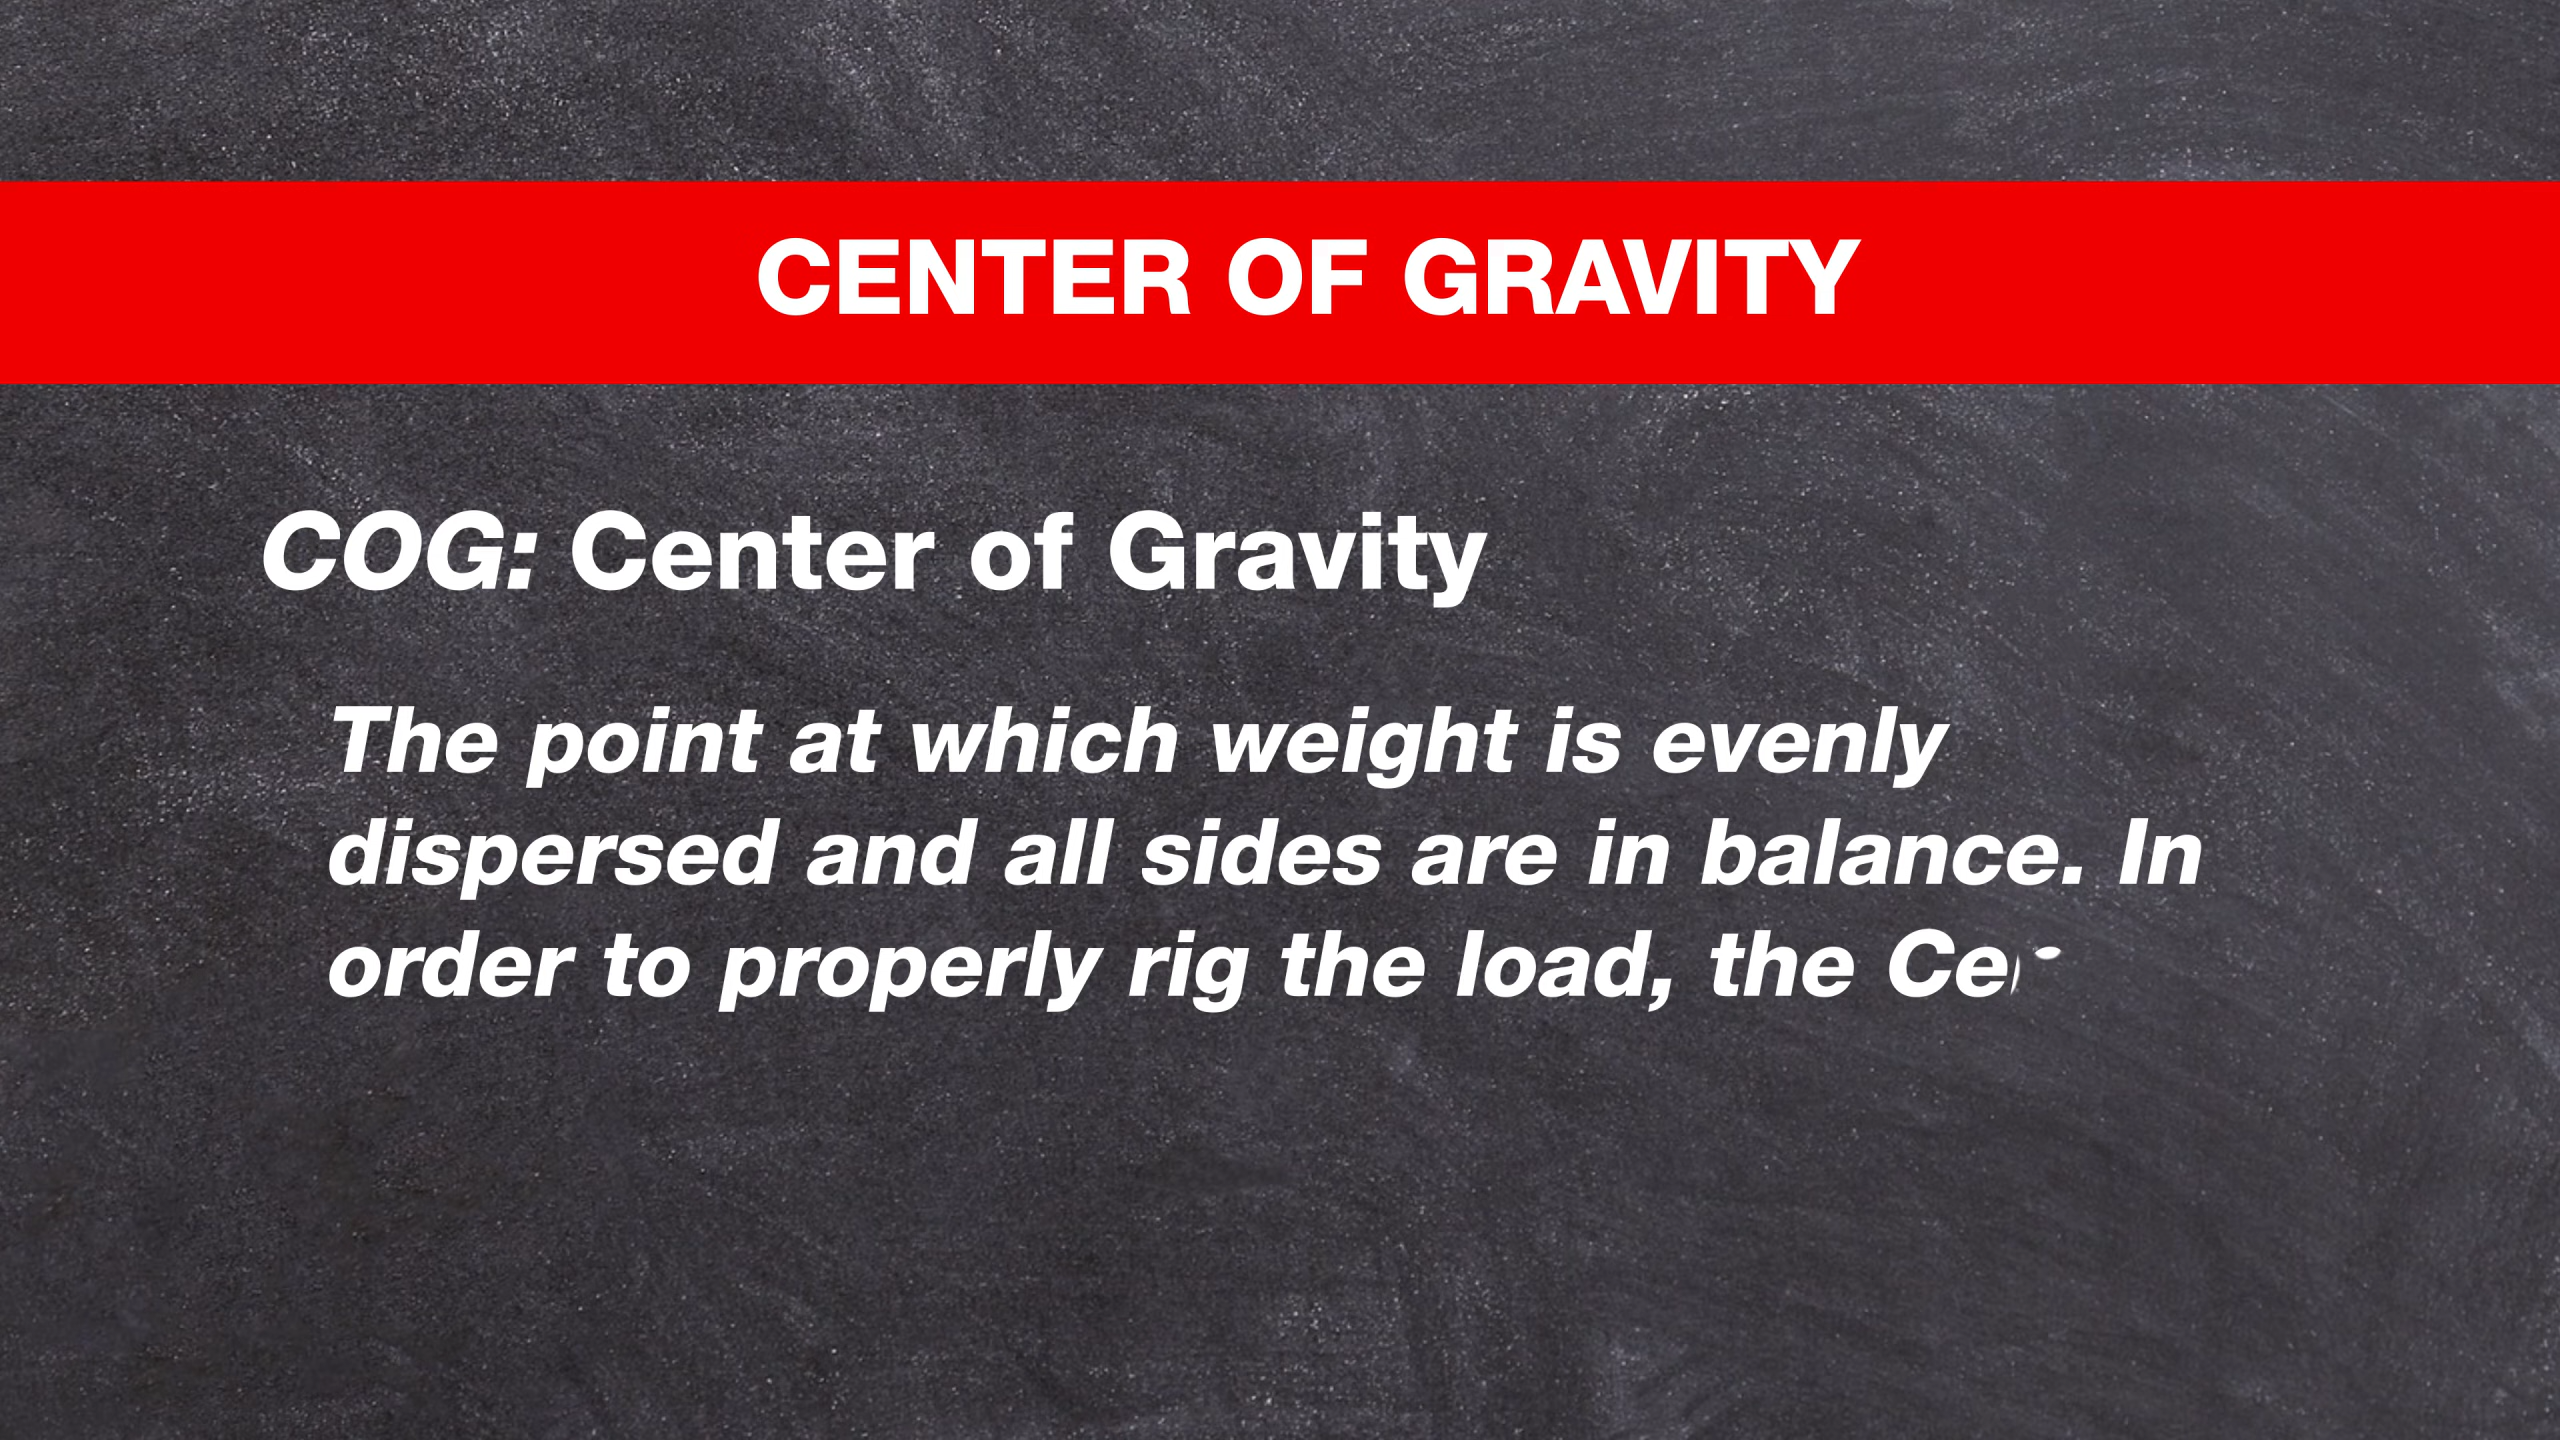 CENTER OF GRAVITY
COG: Center of Gravity
The point at which weight is evenly
dispersed and all sides are in balance. In
order to properly rig the load, the Ce